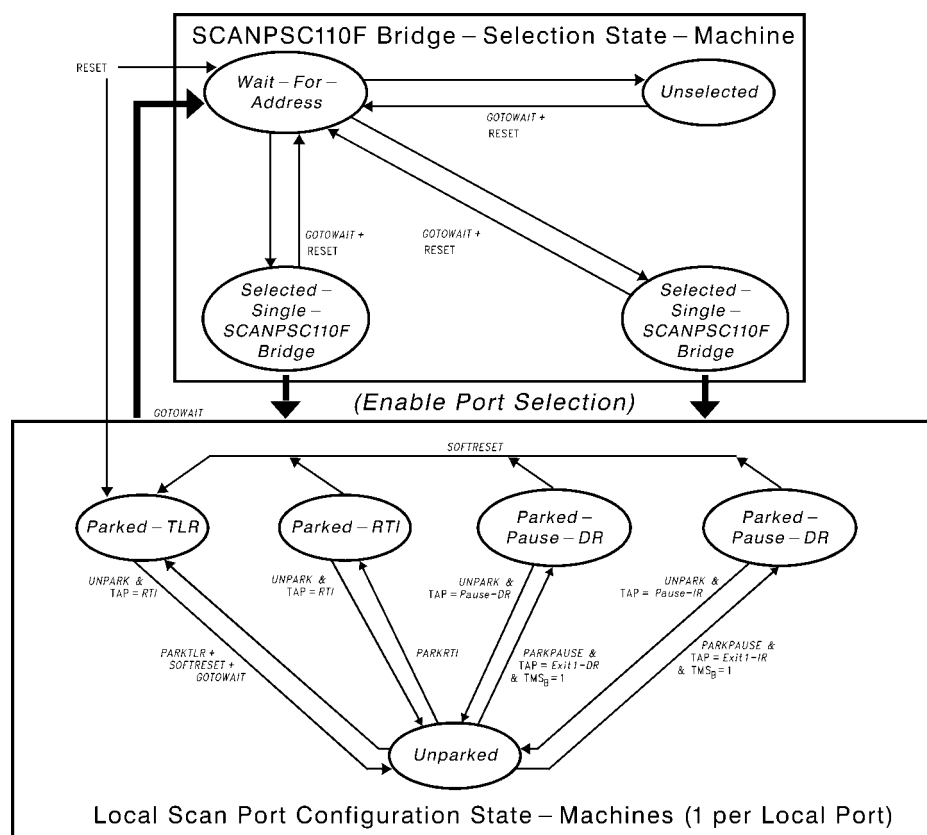 SCANPSC110F Bridge – Selection State – Machine
RESET
Wait – For –
Address
Unselected
GOTOWAIT +
RESET
GOTOWAIT +
RESET
GOTOWAIT +
RESET
Selected –
Single –
SCANPSC110F
Bridge
Selected –
Single –
SCANPSC110F
Bridge
GOTOWAIT
(Enable Port Selection)
SOFTRESET
Parked – TLR
Parked – RTI
Parked –
Pause – DR
Parked –
Pause – DR
UNPARK &
TAP = RTI
UNPARK &
TAP = RTI
UNPARK &
TAP = Pause-DR
UNPARK &
TAP = Pause-IR
PARKTLR +
SOFTRESET +
GOTOWAIT
PARKRTI
PARKPAUSE &
TAP = Exit1-DR
& TMSB = 1
PARKPAUSE &
TAP = Exit1-IR
& TMSB = 1
Unparked
Local Scan Port Configuration State – Machines (1 per Local Port)